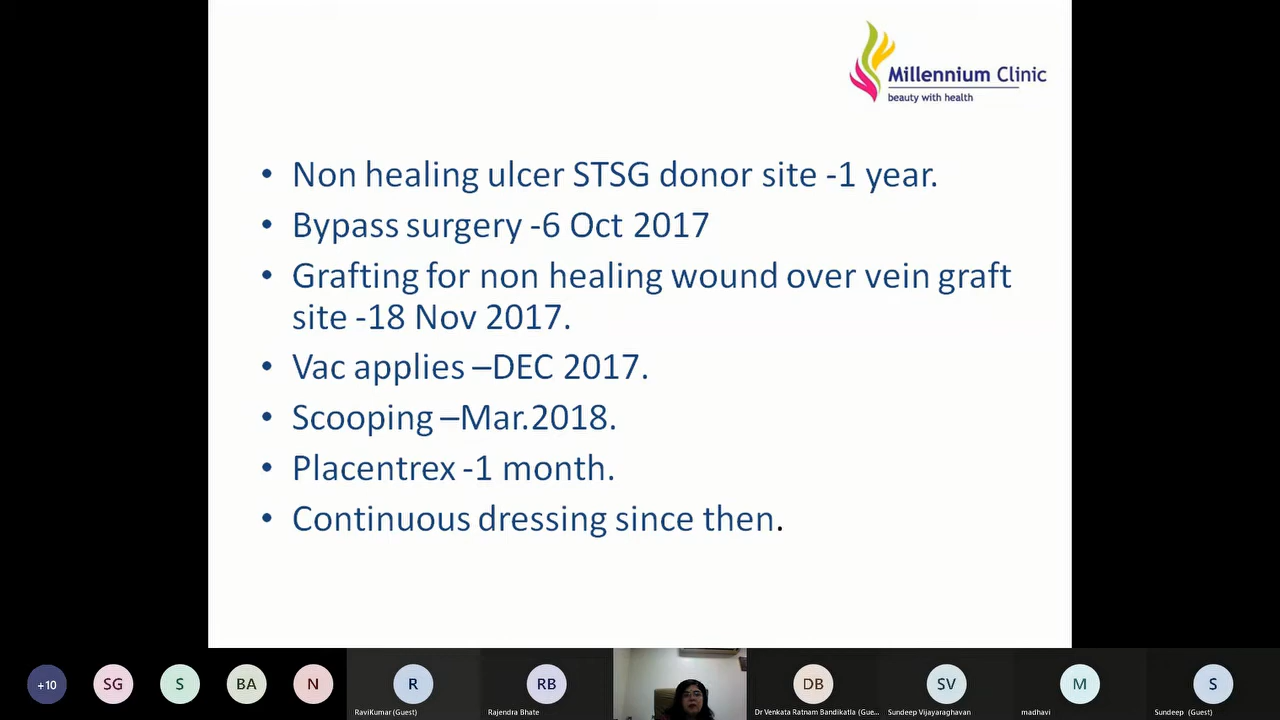 Millennium Clinic
beauty with health
• Non healing ulcer STSG donor site -1 year.
• Bypass surgery -6 Oct 2017
• Grafting for non healing wound over vein graft
site -18 Nov 2017.
• Vac applies –DEC 2017.
• Scooping –Mar.2018.
• Placentrex -1 month.
• Continuous dressing since then.
+10
SG
S
BA
N
R
RB
DB
SV
M
S
RaviKumar (Guest)
Rajendra Bhate
Dr Venkata Ratnam Bandikatla (Gue...
Sundeep Vijayaraghavan
madhavi
Sundeep (Guest)